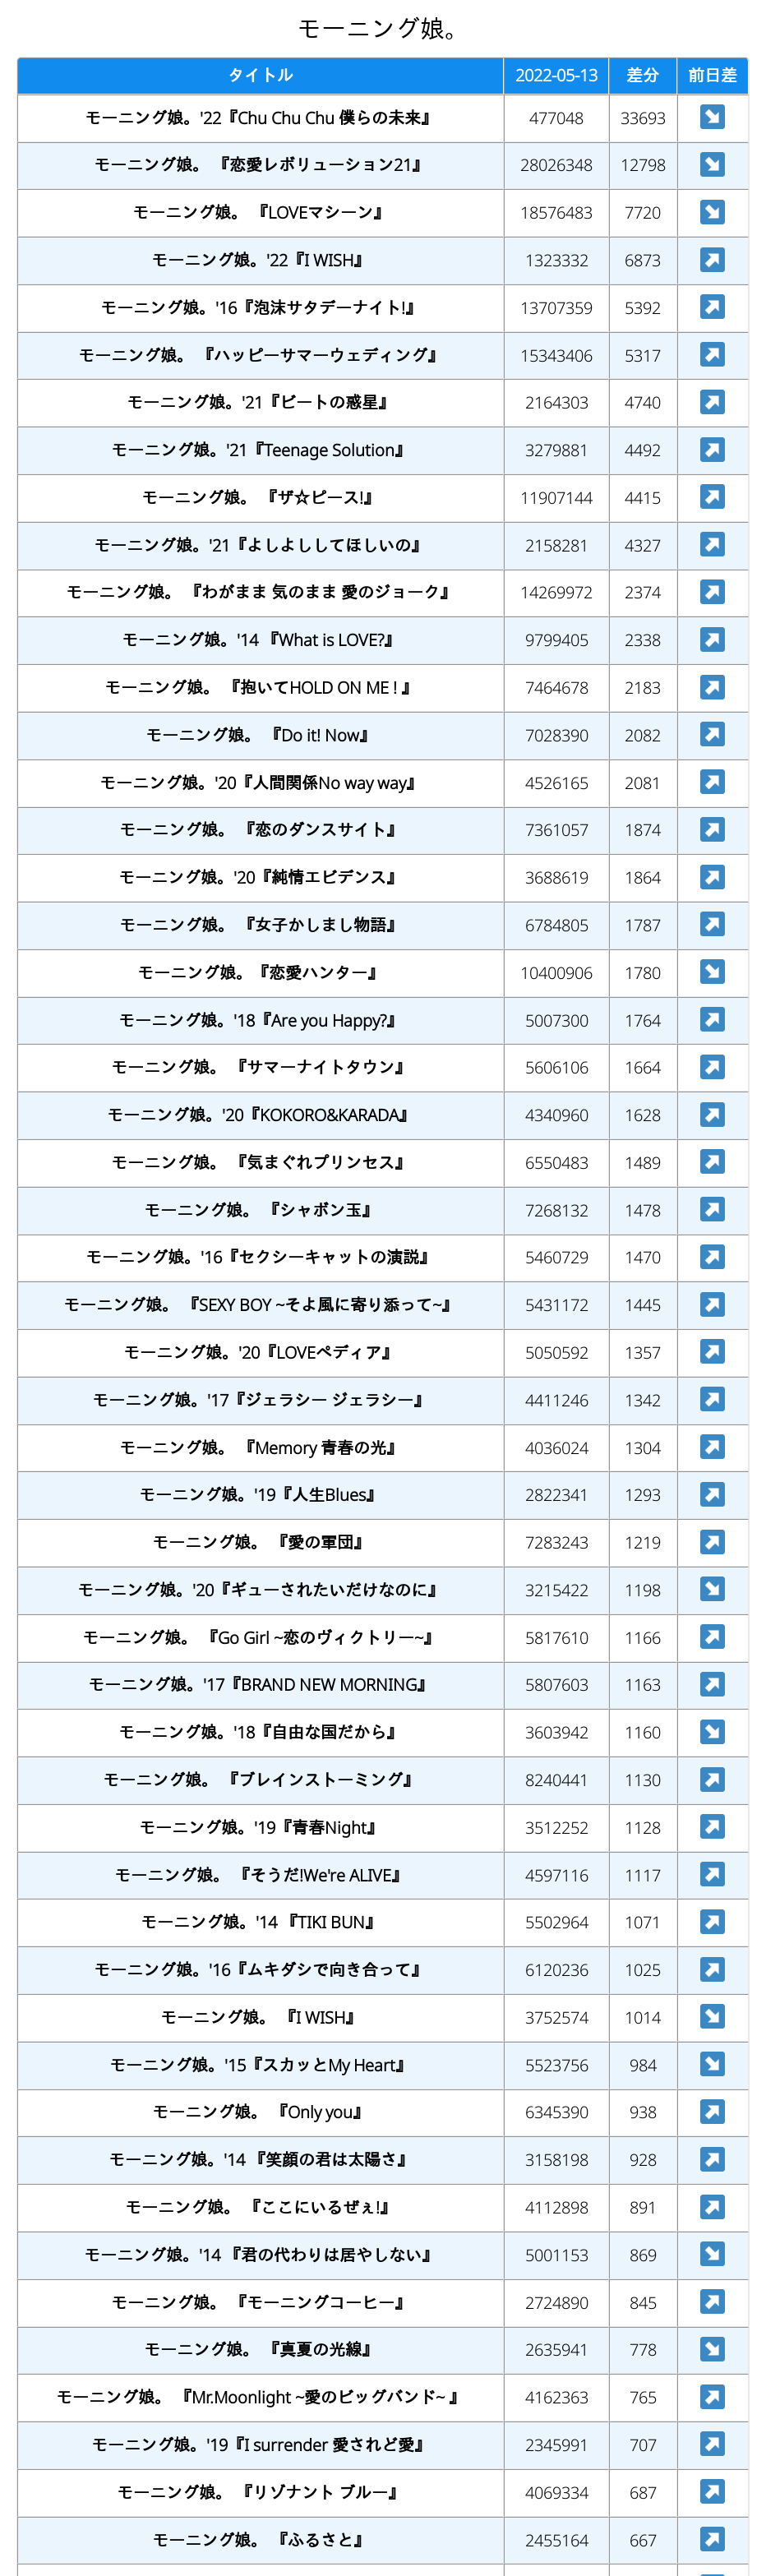 モーニング娘。
タイトル 2022-05-13 差分 前日差
モーニング娘。'22『Chu Chu Chu 僕らの未来』 477048 33693 ↘
モーニング娘。 『恋愛レボリューション21』 28026348 12798 ↘
モーニング娘。 『LOVEマシーン』 18576483 7720 ↘
モーニング娘。'22『I WISH』 1323332 6873 ↗
モーニング娘。'16『泡沫サタデーナイト!』 13707359 5392 ↗
モーニング娘。 『ハッピーサマーウェディング』 15343406 5317 ↗
モーニング娘。'21『ビートの惑星』 2164303 4740 ↗
モーニング娘。'21『Teenage Solution』 3279881 4492 ↗
モーニング娘。 『ザ☆ピース!』 11907144 4415 ↗
モーニング娘。'21『よしよししてほしいの』 2158281 4327 ↗
モーニング娘。 『わがまま 気のまま 愛のジョーク』 14269972 2374 ↗
モーニング娘。'14 『What is LOVE?』 9799405 2338 ↗
モーニング娘。 『抱いてHOLD ON ME ! 』 7464678 2183 ↗
モーニング娘。 『Do it! Now』 7028390 2082 ↗
モーニング娘。'20『人間関係No way way』 4526165 2081 ↗
モーニング娘。 『恋のダンスサイト』 7361057 1874 ↗
モーニング娘。'20『純情エビデンス』 3688619 1864 ↗
モーニング娘。 『女子かしまし物語』 6784805 1787 ↗
モーニング娘。『恋愛ハンター』 10400906 1780 ↘
モーニング娘。'18『Are you Happy?』 5007300 1764 ↗
モーニング娘。 『サマーナイトタウン』 5606106 1664 ↗
モーニング娘。'20『KOKORO&KARADA』 4340960 1628 ↗
モーニング娘。 『気まぐれプリンセス』 6550483 1489 ↗
モーニング娘。 『シャボン玉』 7268132 1478 ↗
モーニング娘。'16『セクシーキャットの演説』 5460729 1470 ↗
モーニング娘。 『SEXY BOY ~そよ風に寄り添って~』 5431172 1445 ↗
モーニング娘。'20『LOVEペディア』 5050592 1357 ↗
モーニング娘。'17『ジェラシー ジェラシー』 4411246 1342 ↗
モーニング娘。 『Memory 青春の光』 4036024 1304 ↗
モーニング娘。'19『人生Blues』 2822341 1293 ↗
モーニング娘。 『愛の軍団』 7283243 1219 ↗
モーニング娘。'20『ギューされたいだけなのに』 3215422 1198 ↘
モーニング娘。 『Go Girl ~恋のヴィクトリー~』 5817610 1166 ↗
モーニング娘。'17『BRAND NEW MORNING』 5807603 1163 ↗
モーニング娘。'18『自由な国だから』 3603942 1160 ↘
モーニング娘。 『ブレインストーミング』 8240441 1130 ↗
モーニング娘。'19『青春Night』 3512252 1128 ↗
モーニング娘。 『そうだ!We're ALIVE』 4597116 1117 ↗
モーニング娘。'14 『TIKI BUN』 5502964 1071 ↗
モーニング娘。'16『ムキダシで向き合って』 6120236 1025 ↗
モーニング娘。 『I WISH』 3752574 1014 ↘
モーニング娘。'15『スカッとMy Heart』 5523756 984 ↘
モーニング娘。 『Only you』 6345390 938 ↗
モーニング娘。'14 『笑顔の君は太陽さ』 3158198 928 ↗
モーニング娘。 『ここにいるぜぇ!』 4112898 891 ↗
モーニング娘。'14 『君の代わりは居やしない』 5001153 869 ↘
モーニング娘。 『モーニングコーヒー』 2724890 845 ↗
モーニング娘。 『真夏の光線』 2635941 778 ↘
モーニング娘。 『Mr.Moonlight ~愛のビッグバンド~ 』 4162363 765 ↗
モーニング娘。'19『I surrender 愛されど愛』 2345991 707 ↗
モーニング娘。 『リゾナント ブルー』 4069334 687 ↗
モーニング娘。 『ふるさと』 2455164 667 ↗